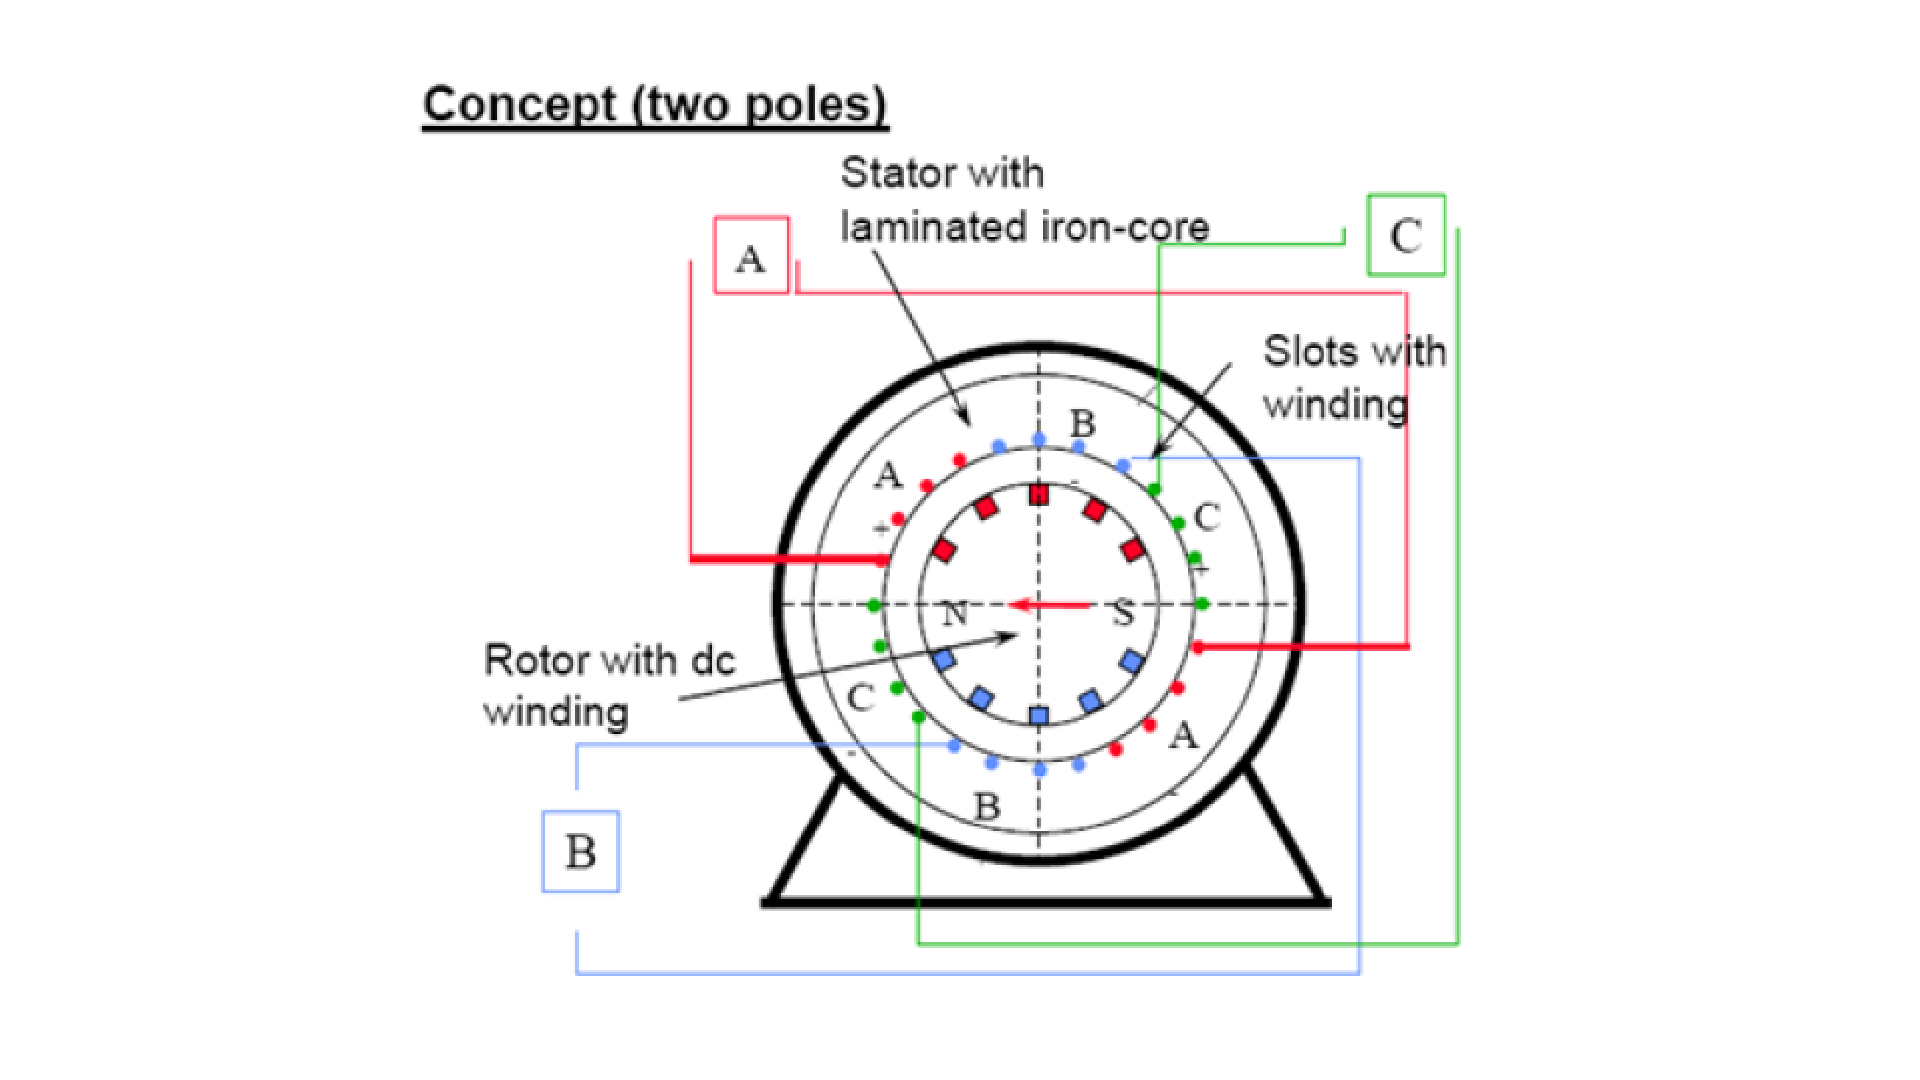 Concept (two poles)
Stator with
laminated iron-core
A
C
Slots with
winding
B
A
-
C
+
+
N
S
Rotor with dc
winding
C
A
-
-
B
B